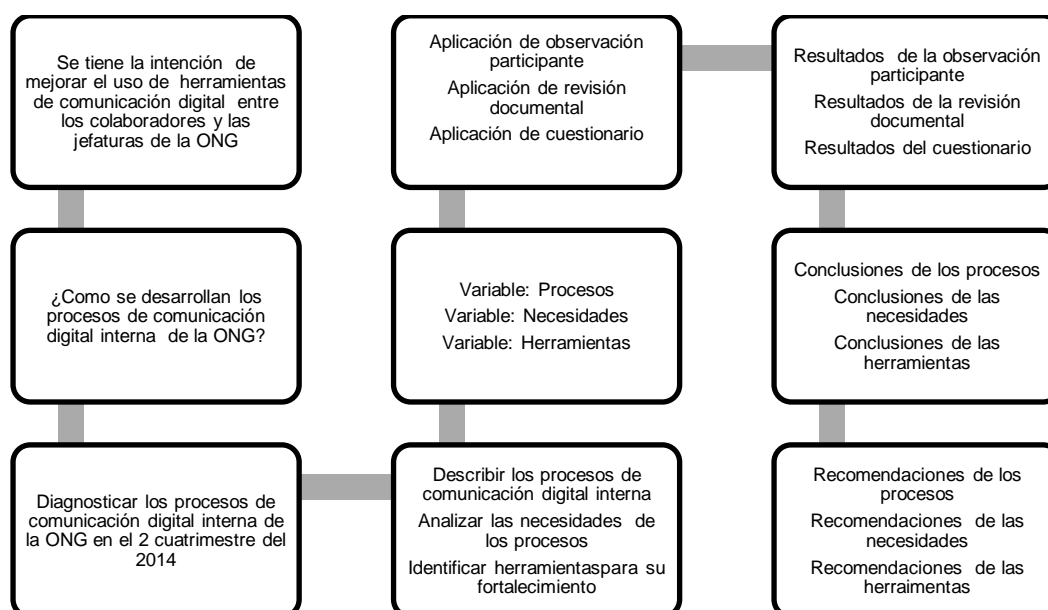 Se tiene la intención de
mejorar el uso de herramientas
de comunicación digital entre
los colaboradores y las
jefaturas de la ONG
¿Como se desarrollan los
procesos de comunicación
digital interna de la ONG?
Diagnosticar los procesos de
comunicación digital interna de
la ONG en el 2 cuatrimestre del
2014
Describir los procesos de
comunicación digital interna
Analizar las necesidades de
los procesos
Identificar herramientaspara su
fortalecimiento
Variable: Procesos
Variable: Necesidades
Variable: Herramientas
Aplicación de observación
participante
Aplicación de revisión
documental
Aplicación de cuestionario
Resultados de la observación
participante
Resultados de la revisión
documental
Resultados del cuestionario
Conclusiones de los procesos
Conclusiones de las
necesidades
Conclusiones de las
herramientas
Recomendaciones de los
procesos
Recomendaciones de las
necesidades
Recomendaciones de las
herraimentas